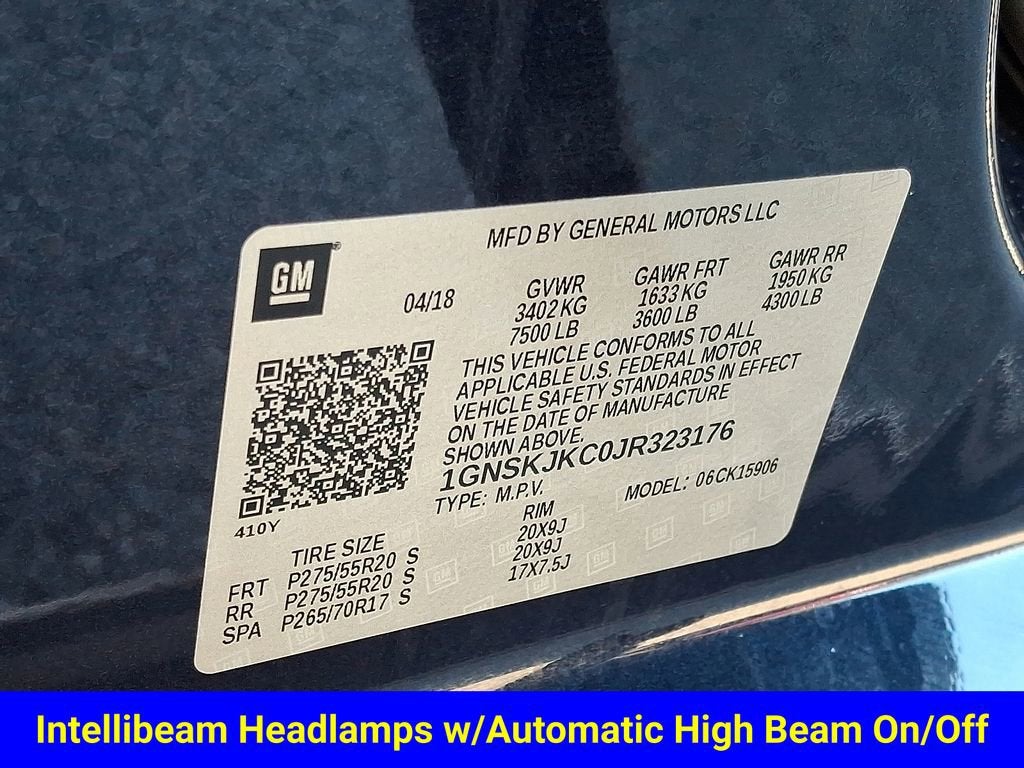 MFD BY GENERAL MOTORS LLC
GM
04/18
GVWR GAWR FRT GAWR RR
3402 KG 1633 KG 1950 KG
7500 LB 3600 LB 4300 LB
THIS VEHICLE CONFORMS TO ALL
APPLICABLE U.S. FEDERAL MOTOR
VEHICLE SAFETY STANDARDS IN EFFECT
ON THE DATE OF MANUFACTURE
SHOWN ABOVE.
1GNSKJKC0JR323176
TYPE: M.P.V. MODEL: 06CK15906
410Y
TIRE SIZE RIM
FRT P275/55R20 S 20X9J
RR P275/55R20 S 20X9J
SPA P265/70R17 S 17X7.5J
Intellibeam Headlamps w/Automatic High Beam On/Off